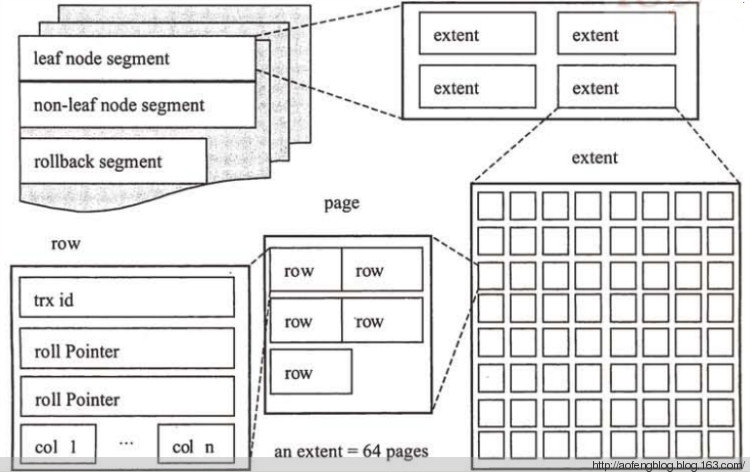 leaf node segment
non-leaf node segment
rollback segment
extent
extent
extent
extent
extent
page
row
trx id
roll Pointer
roll Pointer
col 1 ··· col n
row row
row row
row
an extent = 64 pages
http://aofengblog.blog.163.com/